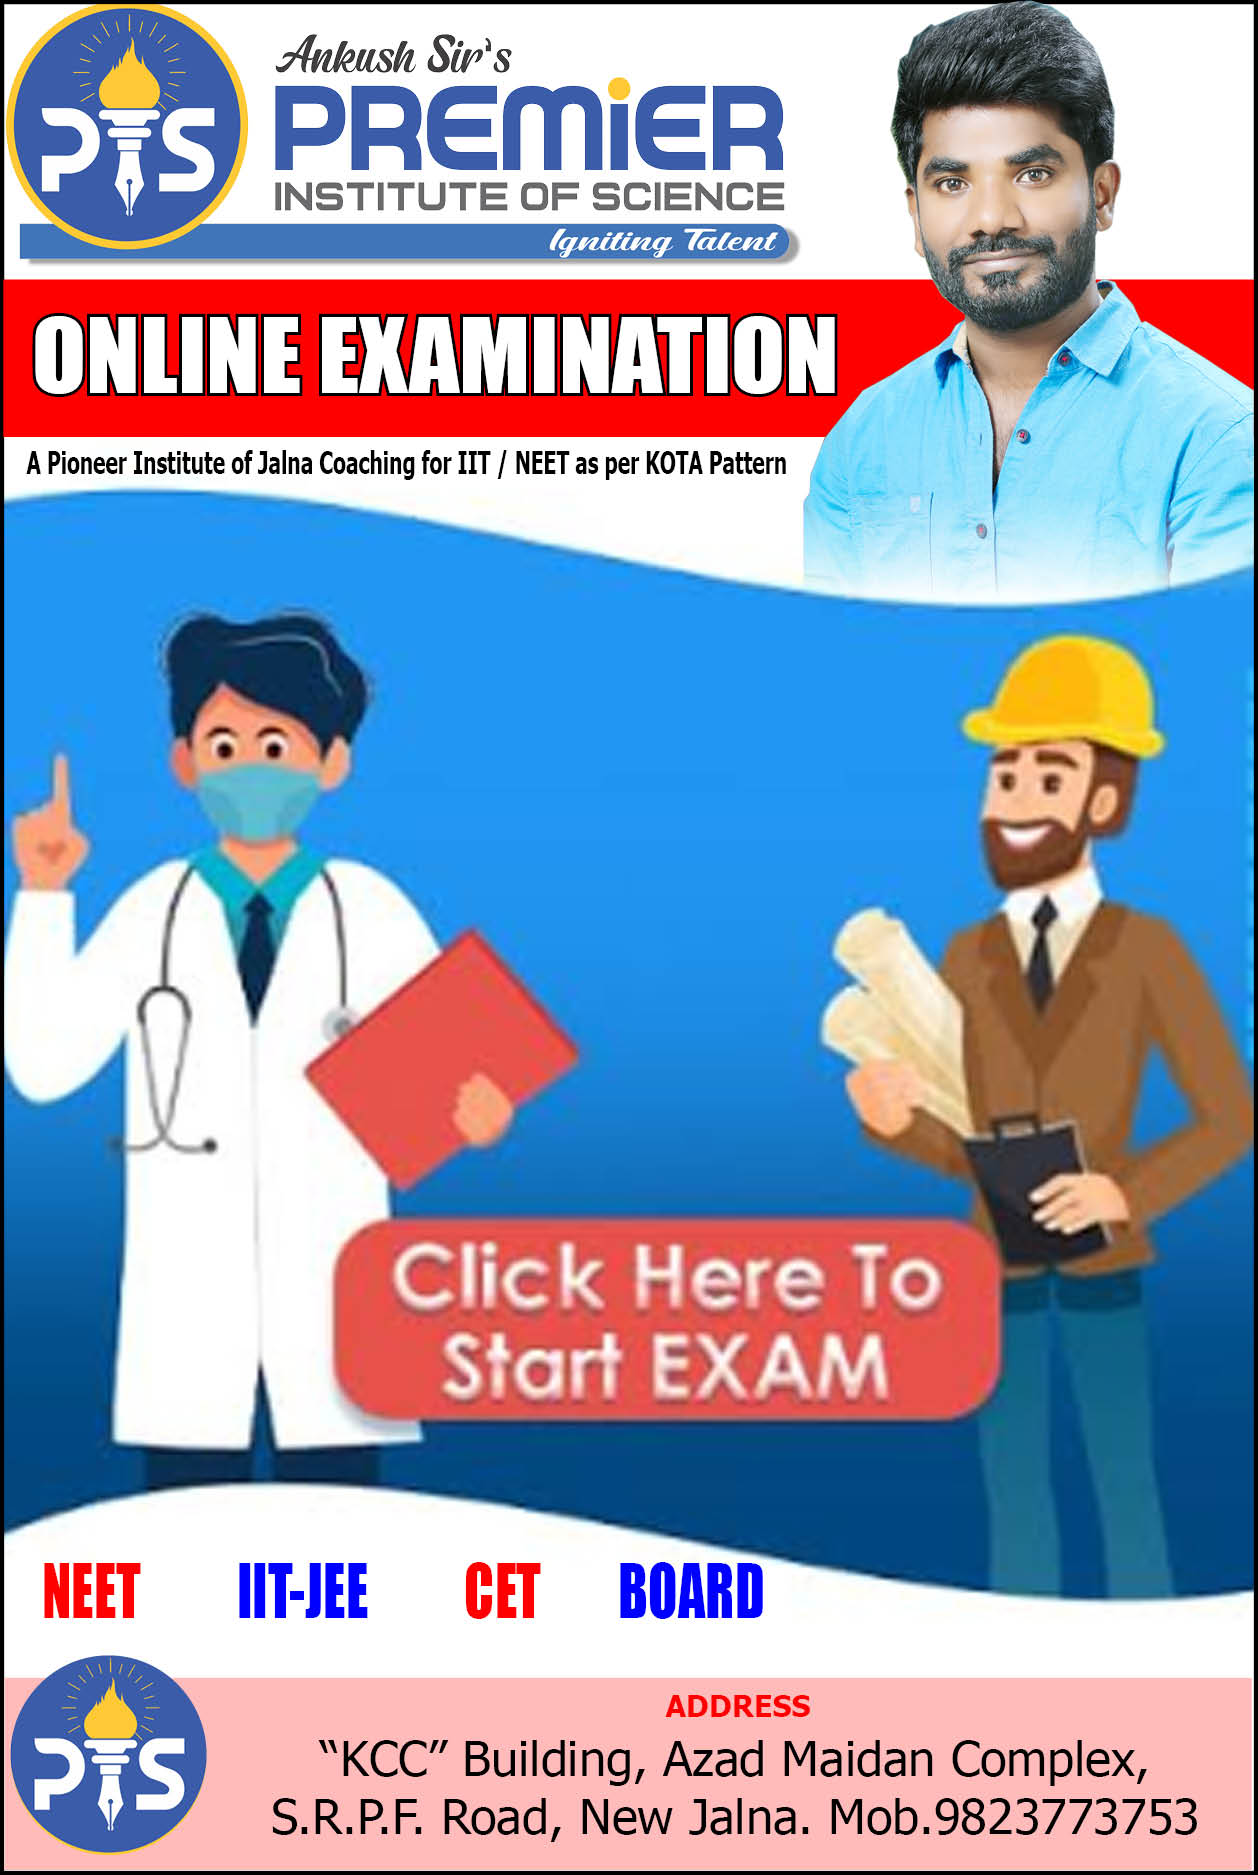 PIS
Ankush Sir's
PREMiER
INSTITUTE OF SCIENCE
Igniting Talent
ONLINE EXAMINATION
A Pioneer Institute of Jalna Coaching for IIT / NEET as per KOTA Pattern
Click Here To
Start EXAM
NEET IIT-JEE CET BOARD
PIS
ADDRESS
“KCC” Building, Azad Maidan Complex,
S.R.P.F. Road, New Jalna. Mob.9823773753